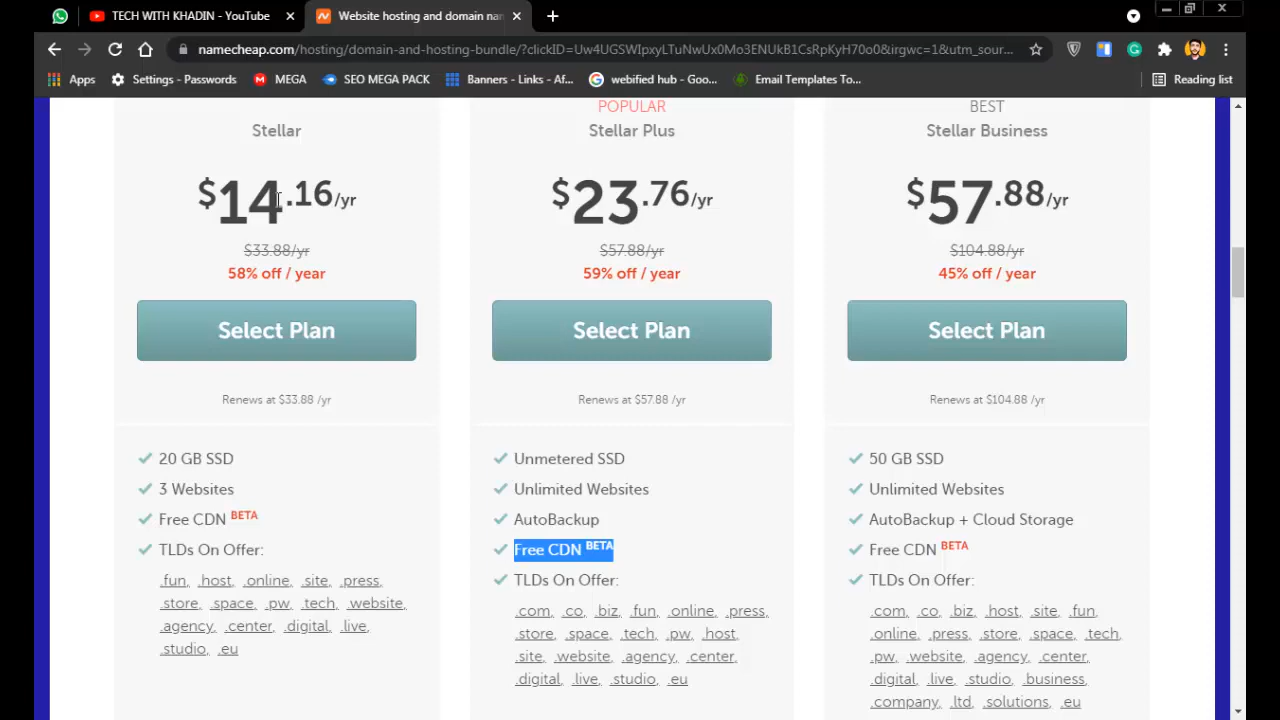 TECH WITH KHADIN - YouTube
Website hosting and domain nan
namecheap.com/hosting/domain-and-hosting-bundle/?clickID=Uw4UGSWIpxyLTuNwUx0Mo3ENUkB1CsRpKyH70o0&irgwc=1&utm_sour...
Apps
Settings - Passwords
MEGA
SEO MEGA PACK
Banners - Links - Af...
webified hub - Goo...
Email Templates To...
Reading list
Stellar
$14.16/yr
$33.88/yr
58% off / year
Select Plan
Renews at $33.88 /yr
20 GB SSD
3 Websites
Free CDN BETA
TLDs On Offer:
.fun, .host, .online, .site, .press,
.store, .space, .pw, .tech, .website,
.agency, .center, .digital, .live,
.studio, .eu
POPULAR
Stellar Plus
$23.76/yr
$57.88/yr
59% off / year
Select Plan
Renews at $57.88 /yr
Unmetered SSD
Unlimited Websites
AutoBackup
Free CDN BETA
TLDs On Offer:
.com, .co, .biz, .fun, .online, .press,
.store, .space, .tech, .pw, .host,
.site, .website, .agency, .center,
.digital, .live, .studio, .eu
BEST
Stellar Business
$57.88/yr
$104.88/yr
45% off / year
Select Plan
Renews at $104.88 /yr
50 GB SSD
Unlimited Websites
AutoBackup + Cloud Storage
Free CDN BETA
TLDs On Offer:
.com, .co, .biz, .host, .site, .fun,
.online, .press, .store, .space, .tech,
.pw, .website, .agency, .center,
.digital, .live, .studio, .business,
.company, .ltd, .solutions, .eu